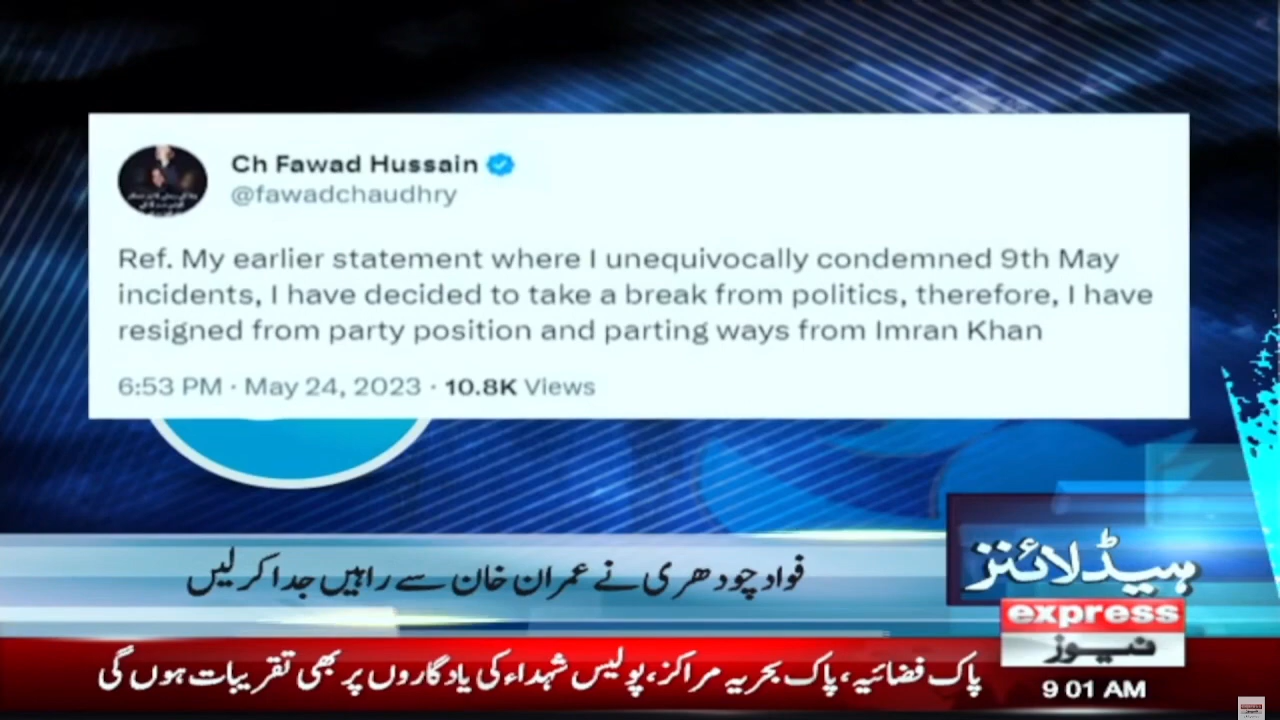 Ch Fawad Hussain
@fawadchaudhry
Ref. My earlier statement where I unequivocally condemned 9th May
incidents, I have decided to take a break from politics, therefore, I have
resigned from party position and parting ways from Imran Khan
6:53 PM · May 24, 2023 · 10.8K Views
ہیڈلائنز
فواد چودھری نے عمران خان سے راہیں جدا کر لیں
express
نیوز
پاک فضائیہ، پاک بحریہ مراکز، پولیس شہداء کی یادگاروں پر بھی تقریبات ہوں گی
9 01 AM